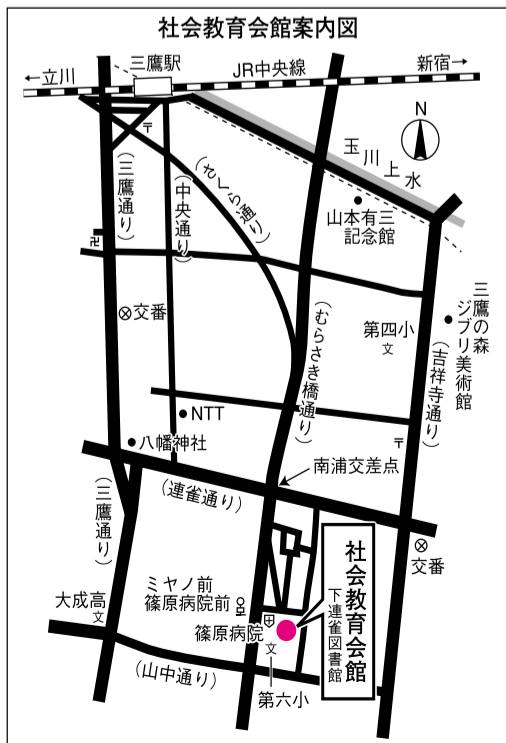 社会教育会館案内図
←立川
三鷹駅
JR中央線
新宿→
N
〒
玉川上水
(三鷹通り)
(中央通り)
(さくら通り)
山本有三
記念館
卍
交番
(むらさき橋通り)
第四小
文
三鷹の森
ジブリ美術館
(吉祥寺通り)
NTT
八幡神社
〒
南浦交差点
(連雀通り)
(三鷹通り)
交番
社会教育会館
下連雀図書館
ミヤノ前
篠原病院前
大成高
文
篠原病院
文
第六小
(山中通り)